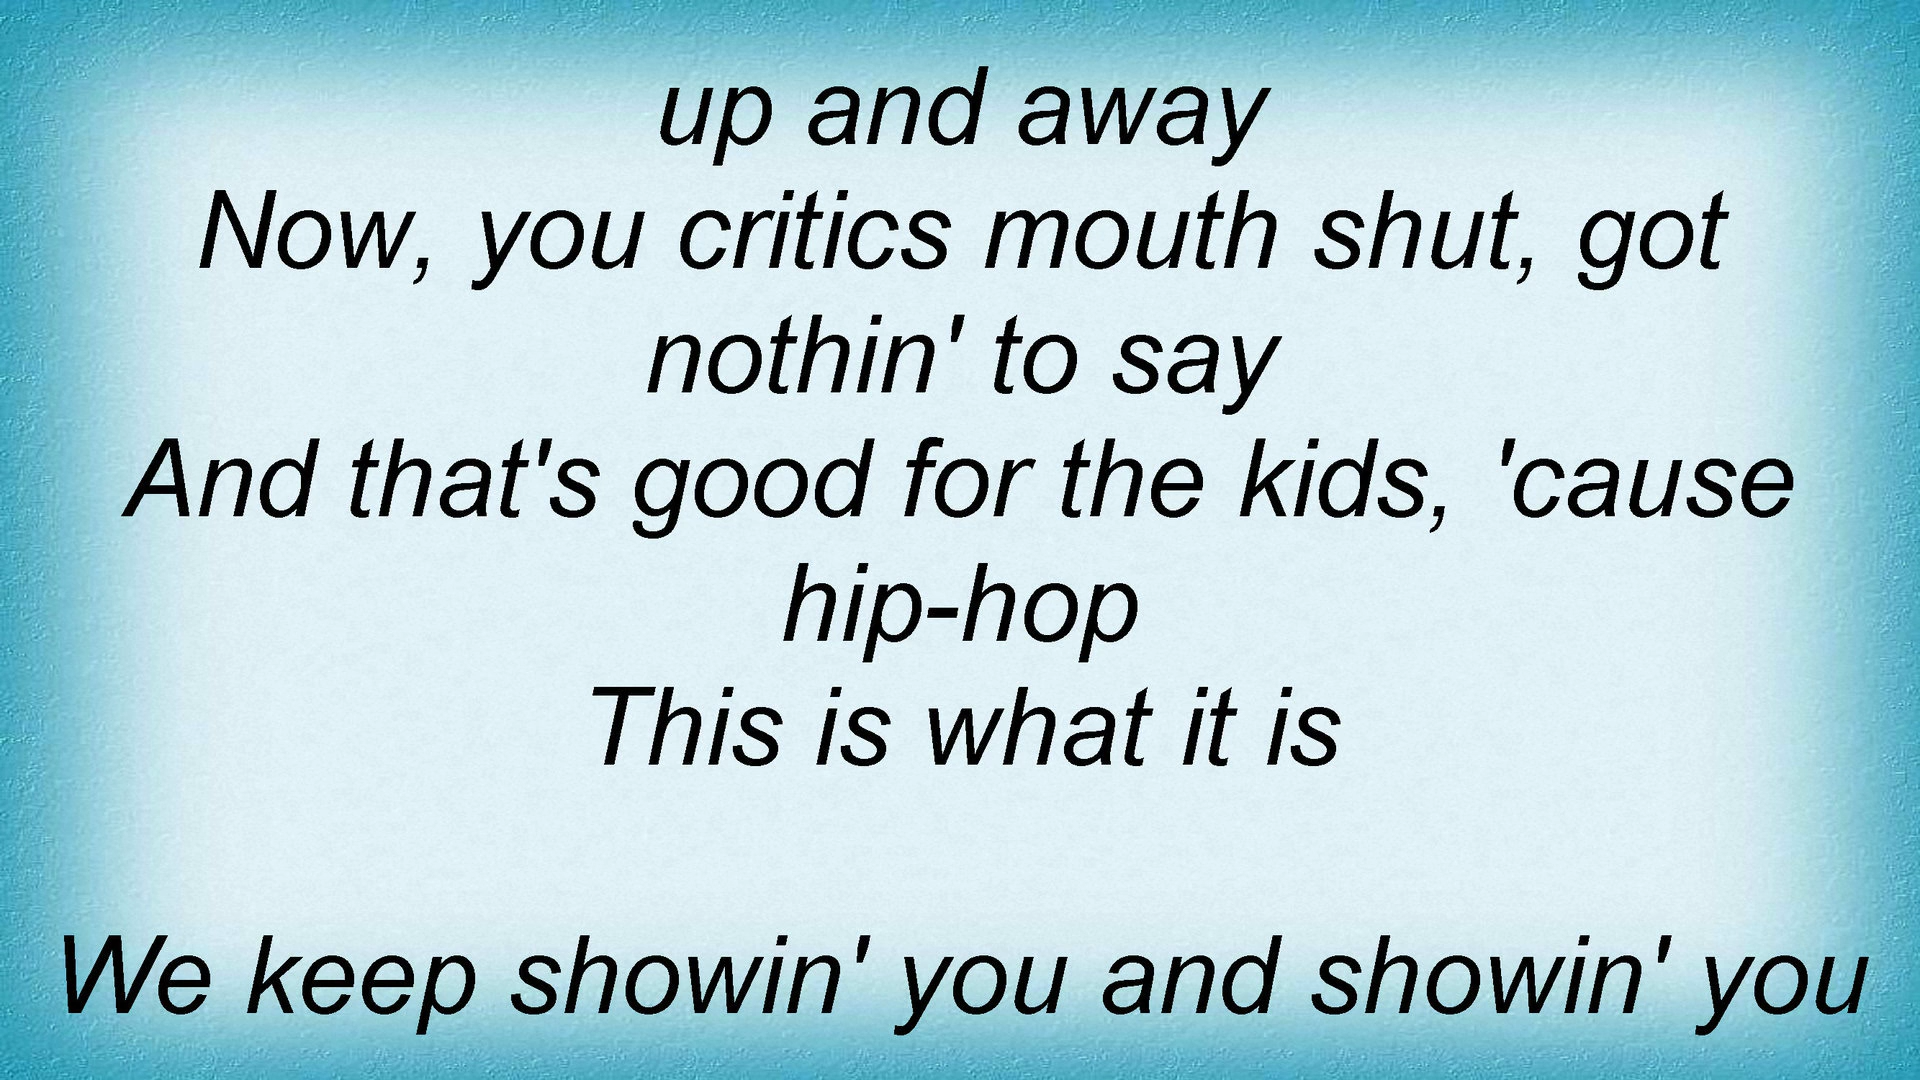 up and away
Now, you critics mouth shut, got
nothin' to say
And that's good for the kids, 'cause
hip-hop
This is what it is
We keep showin' you and showin' you